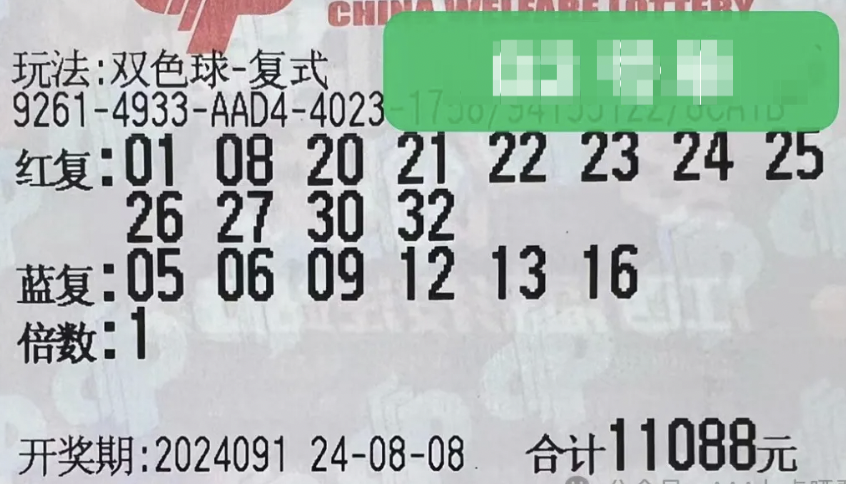 CHINA WELFARE LOTTERY
玩法:双色球-复式
9261-4933-AAD4-4023-1758/94195122/
红复:01 08 20 21 22 23 24 25
26 27 30 32
蓝复:05 06 09 12 13 16
倍数:1
开奖期:2024091 24-08-08 合计11088元